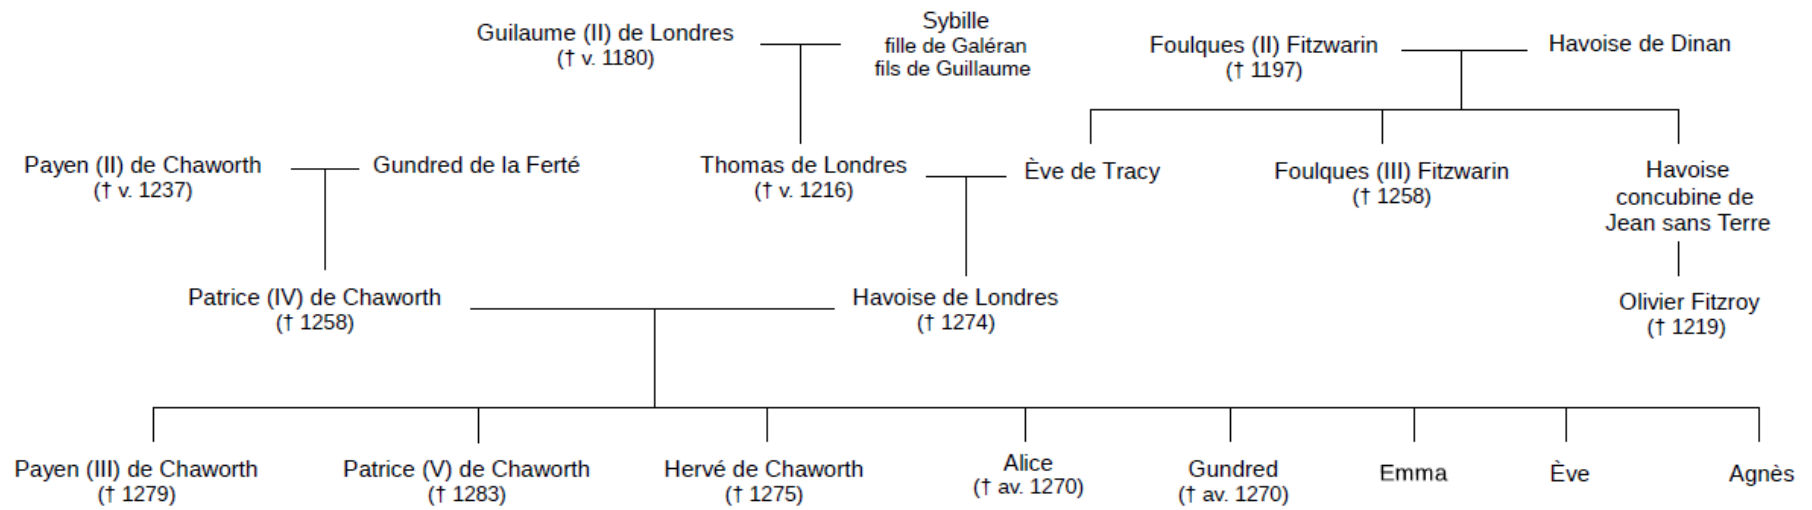 Guilaume (II) de Londres
(† v. 1180)
Sybille
fille de Galéran
fils de Guillaume
Foulques (II) Fitzwarin
(† 1197)
Havoise de Dinan
Payen (II) de Chaworth
(† v. 1237)
Gundred de la Ferté
Thomas de Londres
(† v. 1216)
Ève de Tracy
Foulques (III) Fitzwarin
(† 1258)
Havoise
concubine de
Jean sans Terre
Patrice (IV) de Chaworth
(† 1258)
Havoise de Londres
(† 1274)
Olivier Fitzroy
(† 1219)
Payen (III) de Chaworth
(† 1279)
Patrice (V) de Chaworth
(† 1283)
Hervé de Chaworth
(† 1275)
Alice
(† av. 1270)
Gundred
(† av. 1270)
Emma
Ève
Agnès